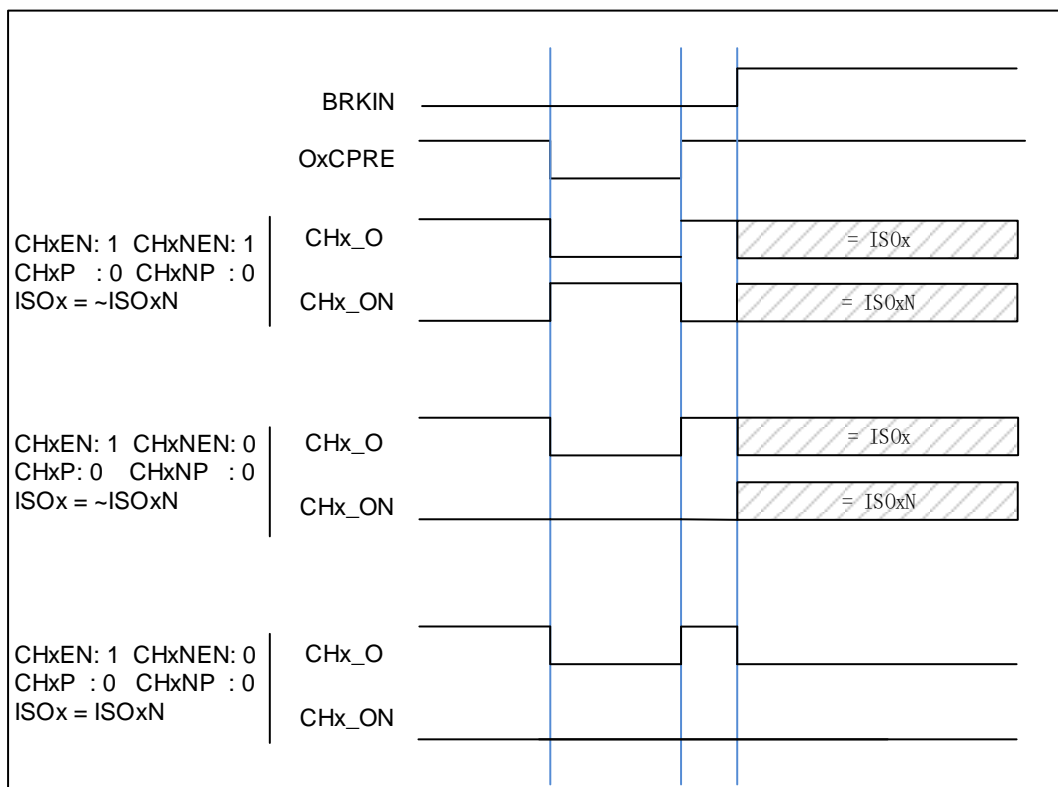 BRKIN
OxCPRE
CHxEN: 1 CHxNEN: 1
CHxP : 0 CHxNP : 0
ISOx = ~ISOxN
CHx_O
= ISOx
CHx_ON
= ISOxN
CHxEN: 1 CHxNEN: 0
CHxP: 0 CHxNP : 0
ISOx = ~ISOxN
CHx_O
= ISOx
CHx_ON
= ISOxN
CHxEN: 1 CHxNEN: 0
CHxP : 0 CHxNP : 0
ISOx = ISOxN
CHx_O
CHx_ON